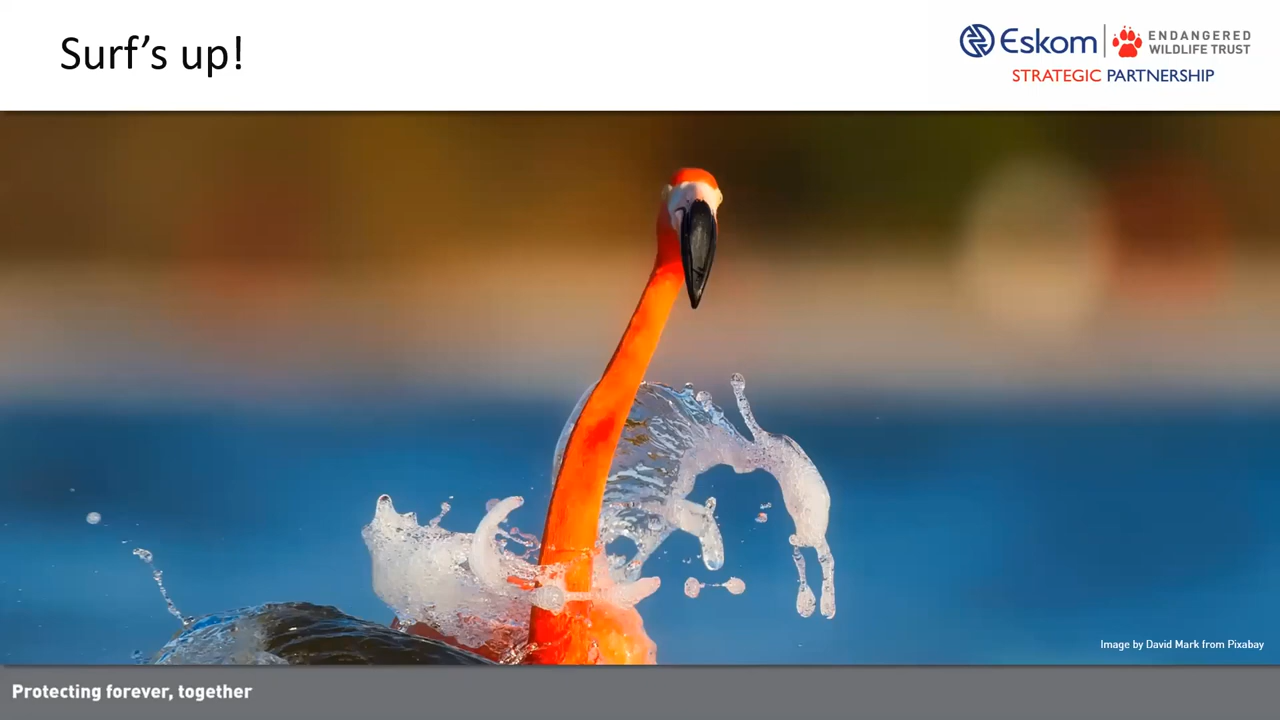 Surf's up!
Eskom
ENDANGERED
WILDLIFE TRUST
STRATEGIC PARTNERSHIP
Image by David Mark from Pixabay
Protecting forever, together